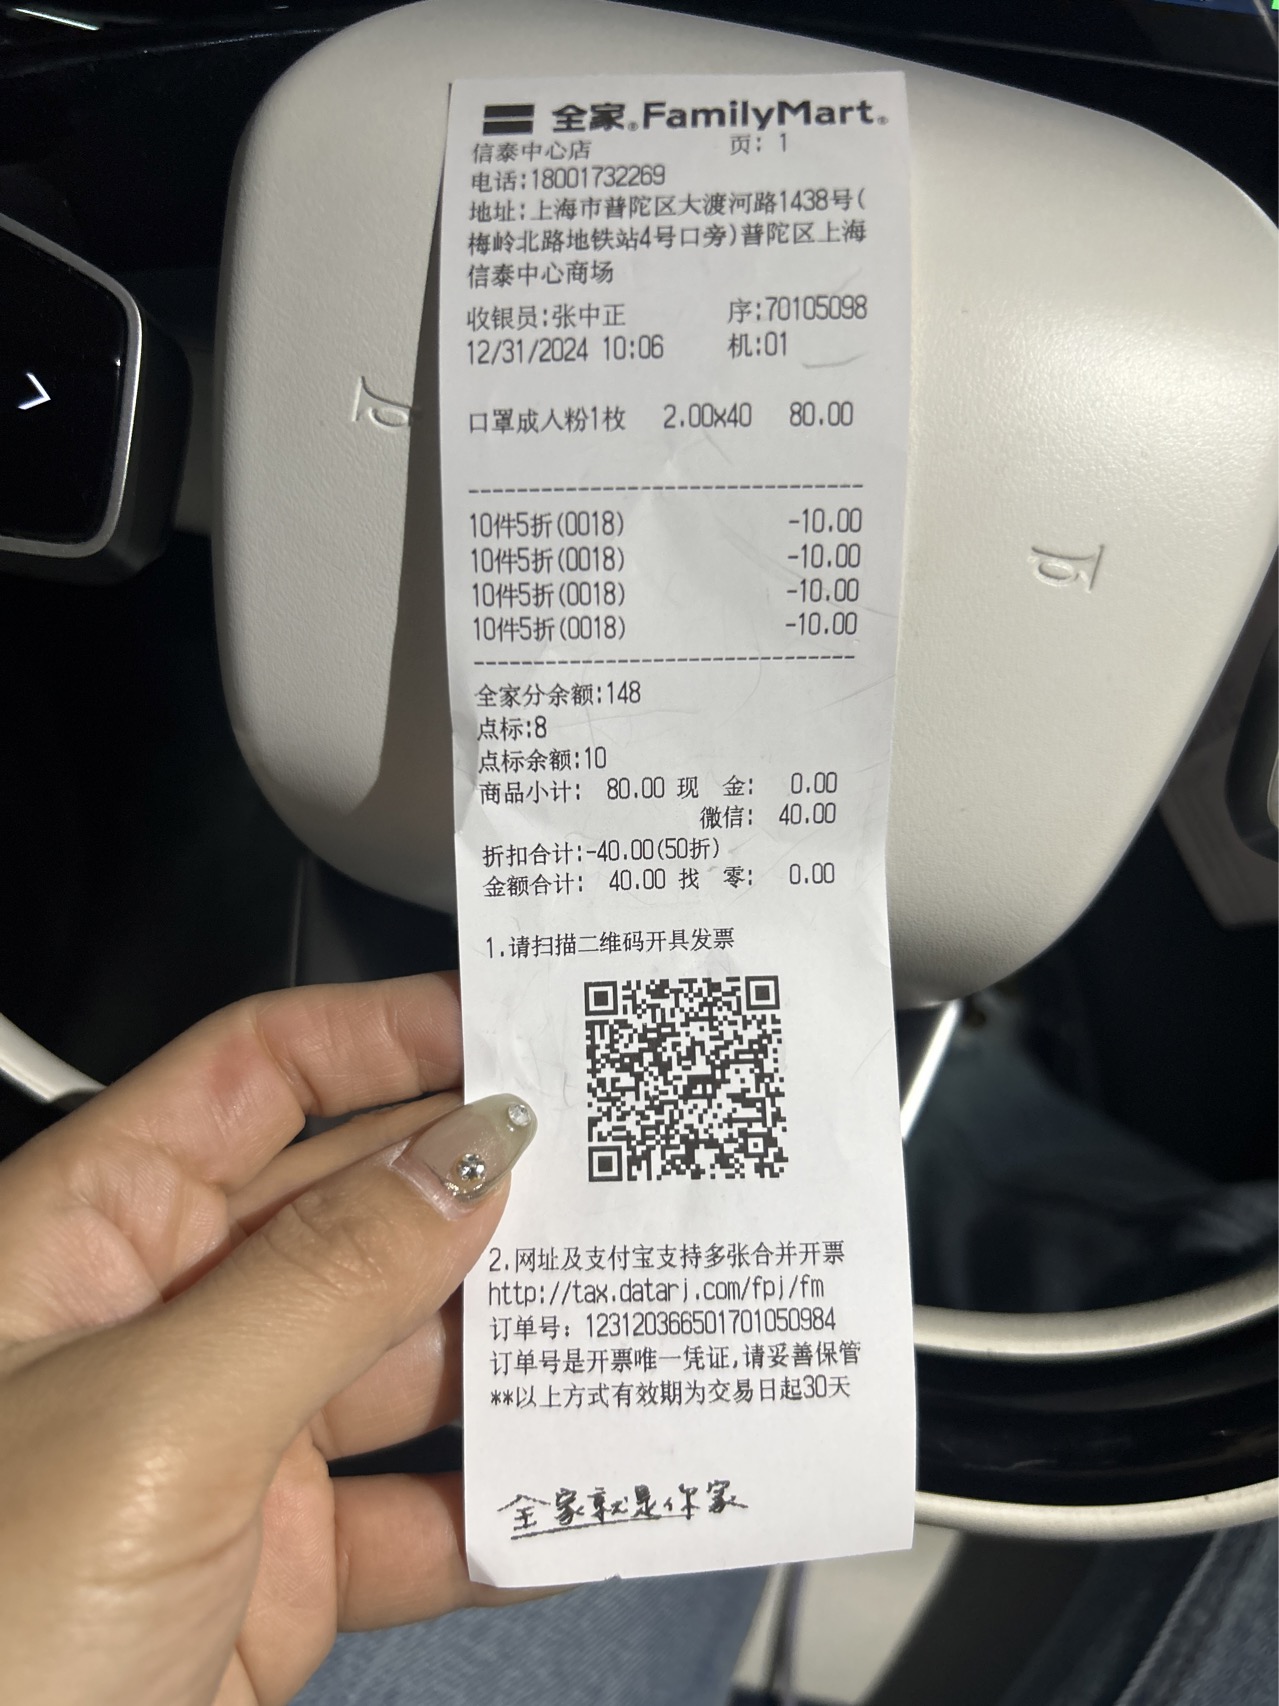 全家®FamilyMart®
信泰中心店 页: 1
电话:18001732269
地址:上海市普陀区大渡河路1438号(
梅岭北路地铁站4号口旁)普陀区上海
信泰中心商场
收银员:张中正 序:70105098
12/31/2024 10:06 机:01
口罩成人粉1枚 2.00x40 80.00
--------------------------------
10件5折(0018) -10.00
10件5折(0018) -10.00
10件5折(0018) -10.00
10件5折(0018) -10.00
--------------------------------
全家分余额:148
点标:8
点标余额:10
商品小计: 80.00 现 金: 0.00
微信: 40.00
折扣合计:-40.00(50折)
金额合计: 40.00 找 零: 0.00
1.请扫描二维码开具发票
2.网址及支付宝支持多张合并开票
http://tax.datarj.com/fpj/fm
订单号: 123120366501701050984
订单号是开票唯一凭证,请妥善保管
**以上方式有效期为交易日起30天
全家就是你家